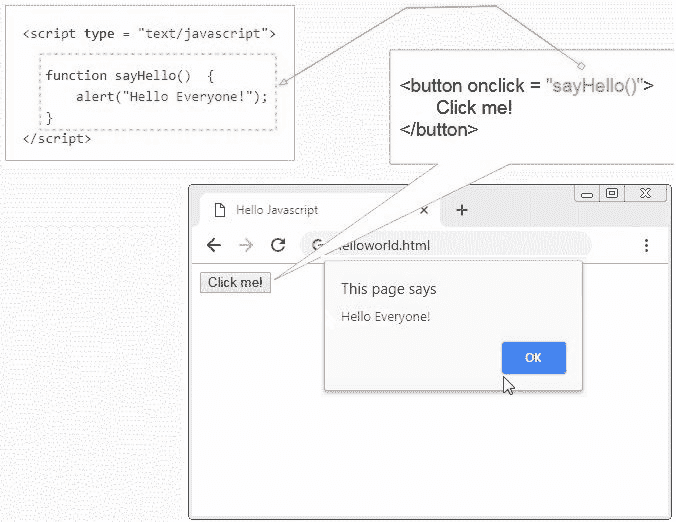 <script type = "text/javascript">
function sayHello() {
alert("Hello Everyone!");
}
</script>
<button onclick = "sayHello()">
Click me!
</button>
Hello Javascript
helloworld.html
Click me!
This page says
Hello Everyone!
OK